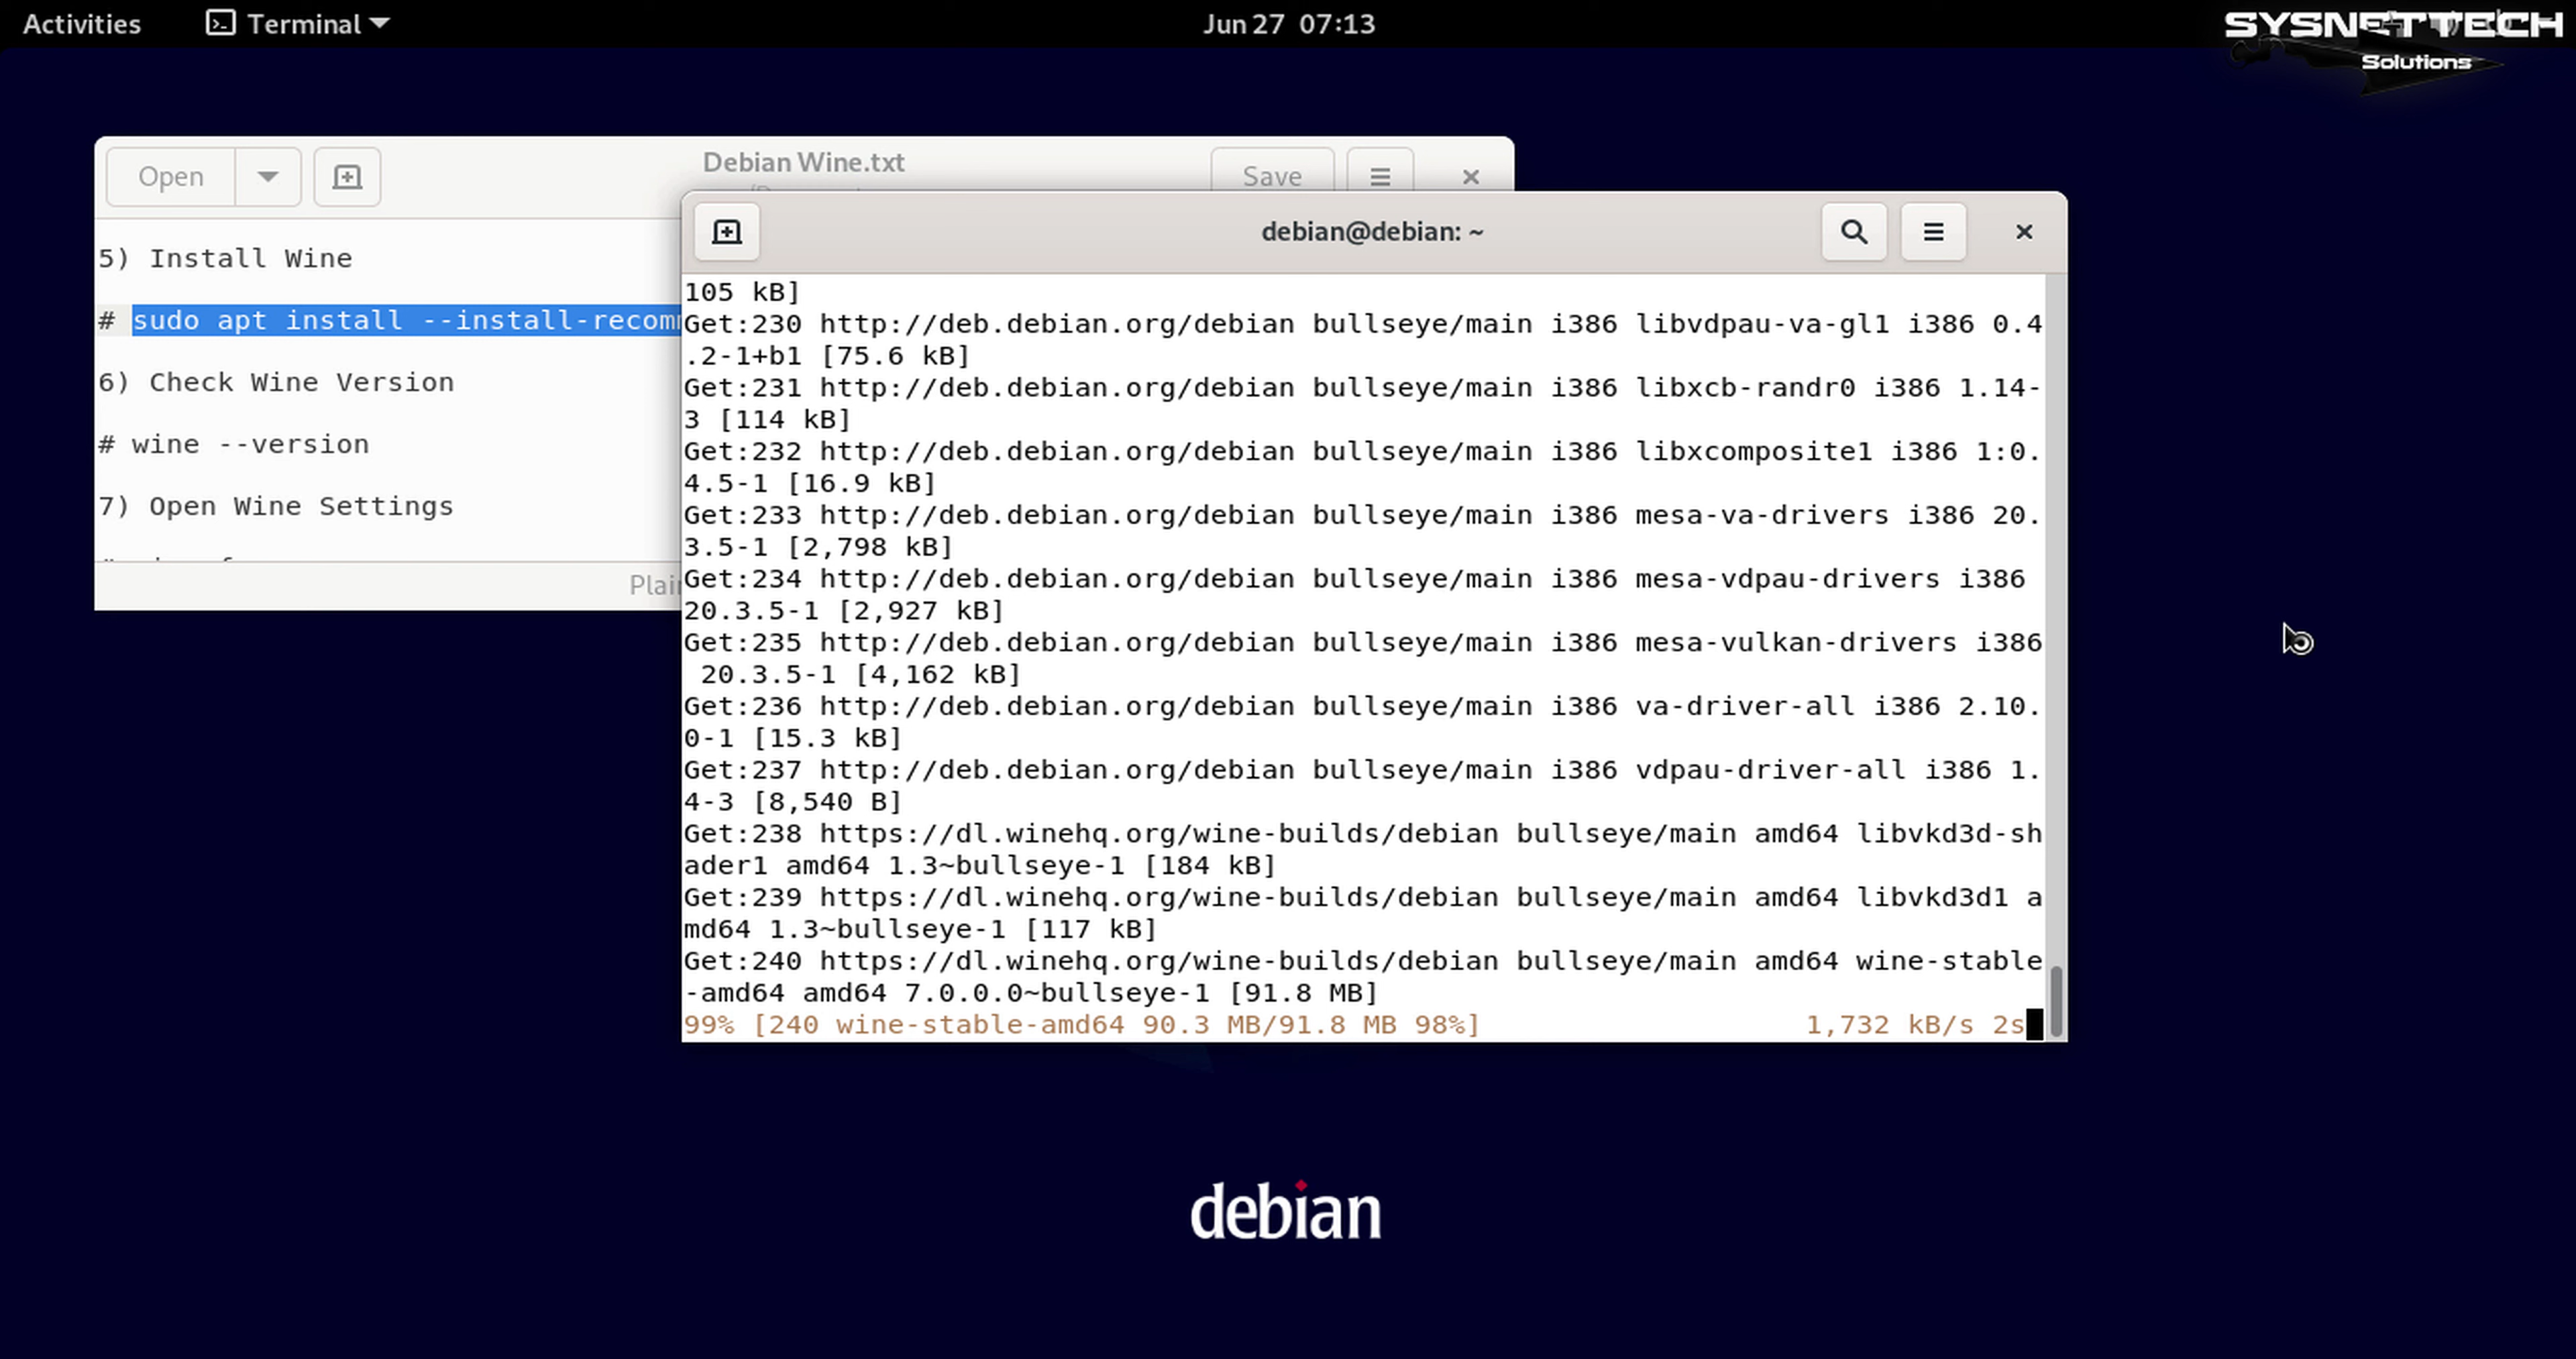 Activities
Terminal
Jun 27 07:13
SYSNETTECH
Solutions
Open
Debian Wine.txt
Save
5) Install Wine
# sudo apt install --install-recom
6) Check Wine Version
# wine --version
7) Open Wine Settings
debian@debian: ~
105 kB]
Get:230 http://deb.debian.org/debian bullseye/main i386 libvdpau-va-gl1 i386 0.4
.2-1+b1 [75.6 kB]
Get:231 http://deb.debian.org/debian bullseye/main i386 libxcb-randr0 i386 1.14-
3 [114 kB]
Get:232 http://deb.debian.org/debian bullseye/main i386 libxcomposite1 i386 1:0.
4.5-1 [16.9 kB]
Get:233 http://deb.debian.org/debian bullseye/main i386 mesa-va-drivers i386 20.
3.5-1 [2,798 kB]
Get:234 http://deb.debian.org/debian bullseye/main i386 mesa-vdpau-drivers i386
20.3.5-1 [2,927 kB]
Get:235 http://deb.debian.org/debian bullseye/main i386 mesa-vulkan-drivers i386
20.3.5-1 [4,162 kB]
Get:236 http://deb.debian.org/debian bullseye/main i386 va-driver-all i386 2.10.
0-1 [15.3 kB]
Get:237 http://deb.debian.org/debian bullseye/main i386 vdpau-driver-all i386 1.
4-3 [8,540 B]
Get:238 https://dl.winehq.org/wine-builds/debian bullseye/main amd64 libvkd3d-sh
ader1 amd64 1.3~bullseye-1 [184 kB]
Get:239 https://dl.winehq.org/wine-builds/debian bullseye/main amd64 libvkd3d1 a
md64 1.3~bullseye-1 [117 kB]
Get:240 https://dl.winehq.org/wine-builds/debian bullseye/main amd64 wine-stable
-amd64 amd64 7.0.0.0~bullseye-1 [91.8 MB]
99% [240 wine-stable-amd64 90.3 MB/91.8 MB 98%] 1,732 kB/s 2s
debian